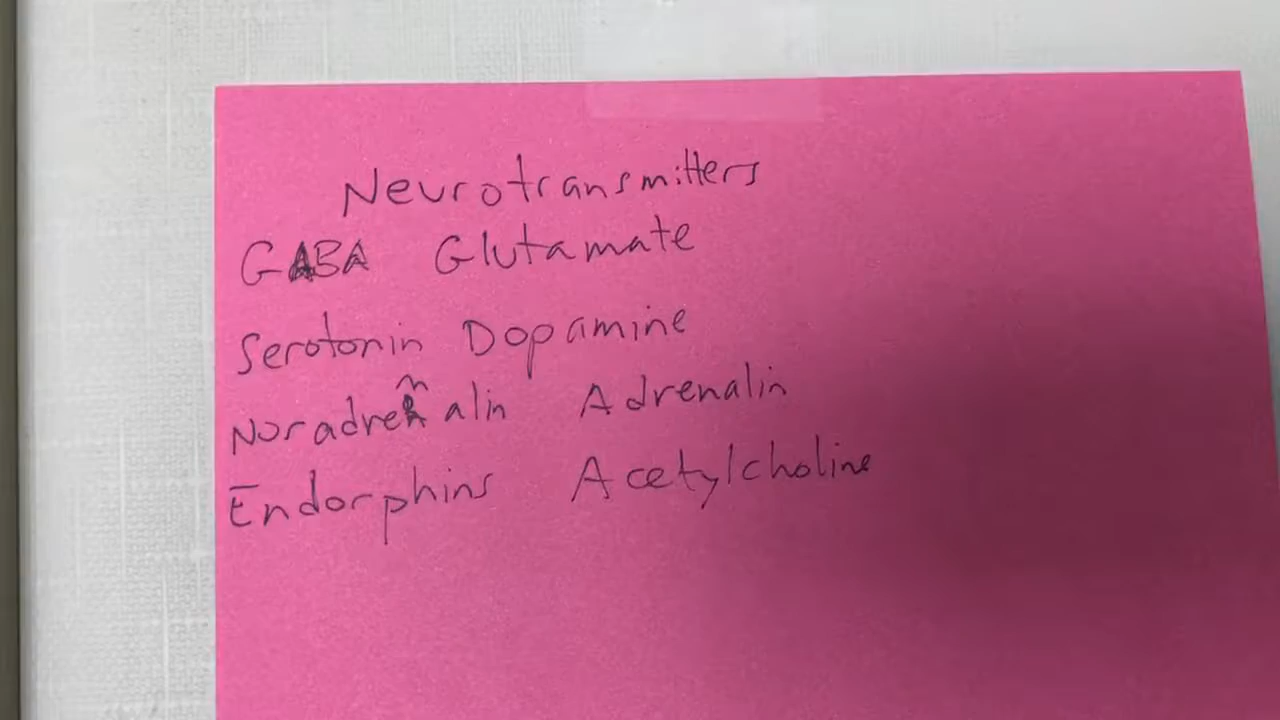 Neurotransmitters
GABA Glutamate
Serotonin Dopamine
Noradrenalin Adrenalin
Endorphins Acetylcholine